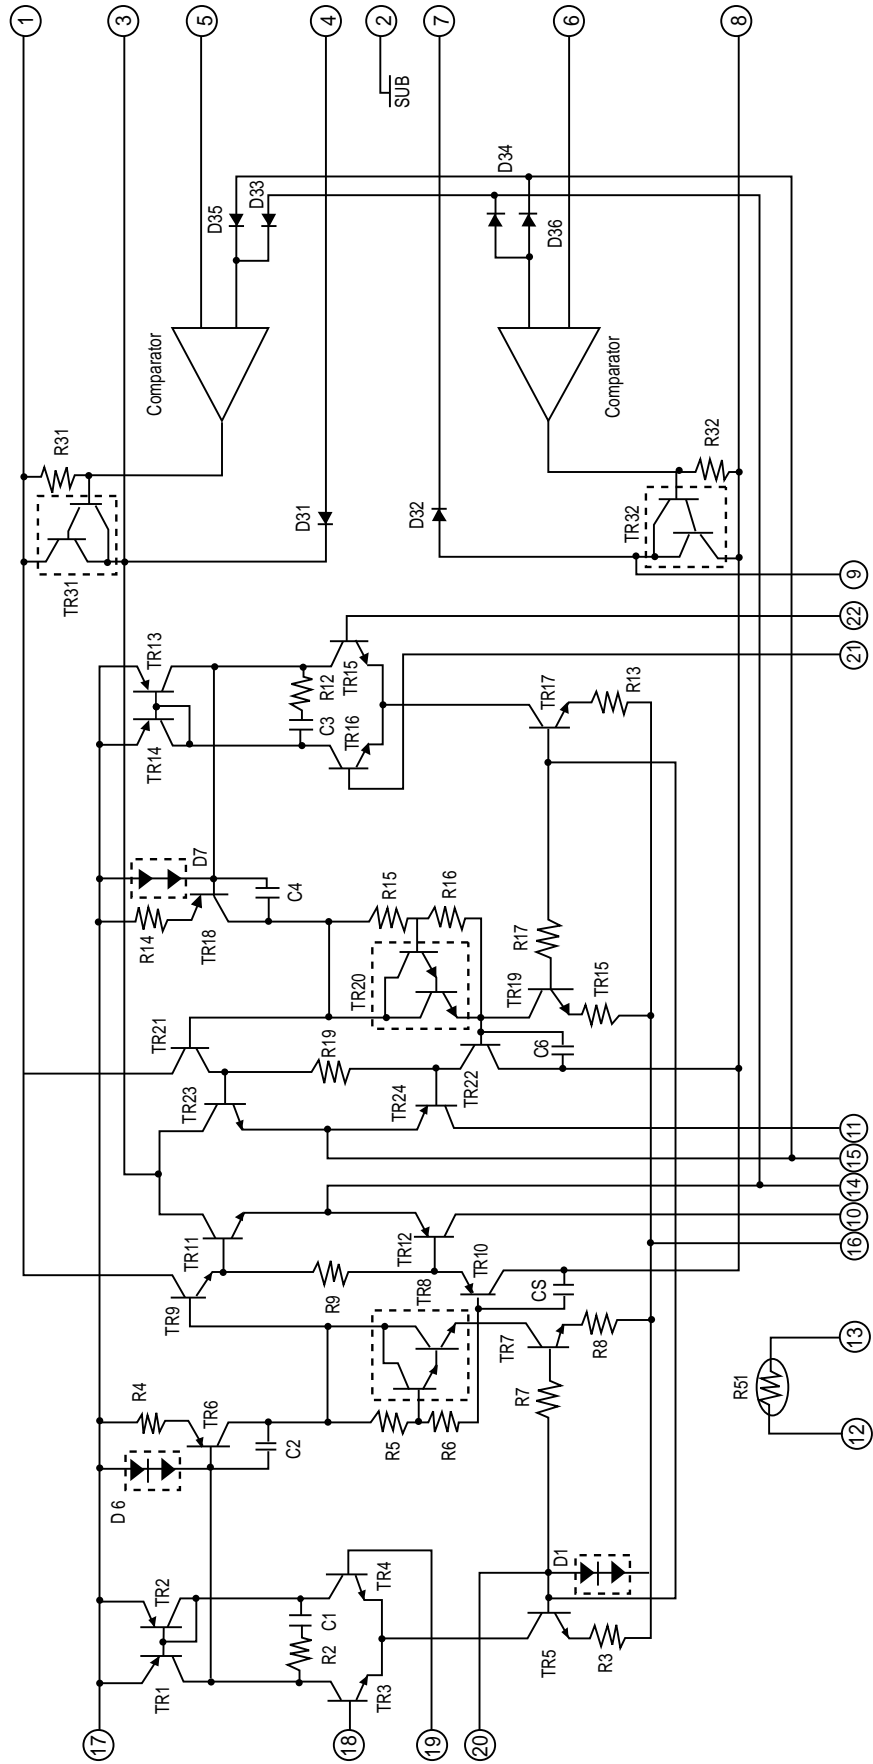 1
3
5
4
2
7
6
8
SUB
D34
D33
D35
D36
Comparator
Comparator
R31
R32
D31
D32
TR31
TR32
9
22
21
TR13
TR14
TR15
R12
C3
TR16
TR17
R13
D7
R14
TR18
C4
R15
R16
TR20
R17
TR19
TR15
TR21
R19
TR22
C6
TR23
TR24
11
15
14
10
16
TR11
TR12
TR10
TR9
R9
TR8
CS
TR7
R8
R4
TR6
D 6
C2
R5
R6
R7
R51
13
12
D1
TR2
TR1
C1
R2
TR4
TR3
TR5
R3
17
18
19
20